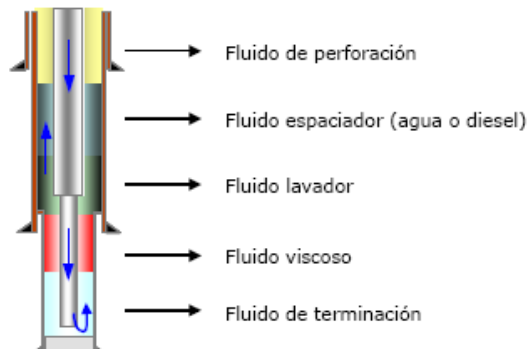 Fluido de perforación
Fluido espaciador (agua o diesel)
Fluido lavador
Fluido viscoso
Fluido de terminación